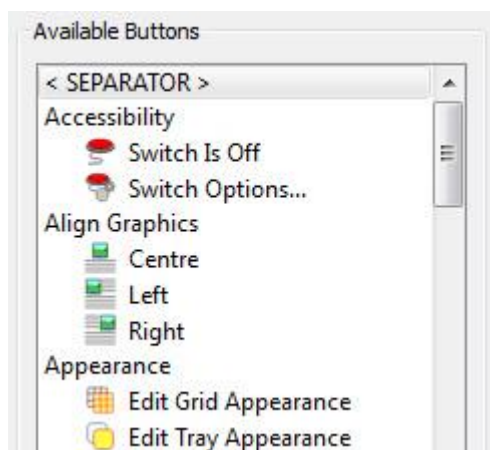 Available Buttons
< SEPARATOR >
Accessibility
Switch Is Off
Switch Options...
Align Graphics
Centre
Left
Right
Appearance
Edit Grid Appearance
Edit Tray Appearance